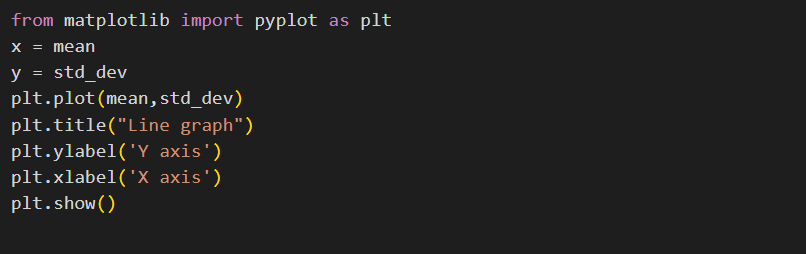 from matplotlib import pyplot as plt
x = mean
y = std_dev
plt.plot(mean,std_dev)
plt.title("Line graph")
plt.ylabel('Y axis')
plt.xlabel('X axis')
plt.show()